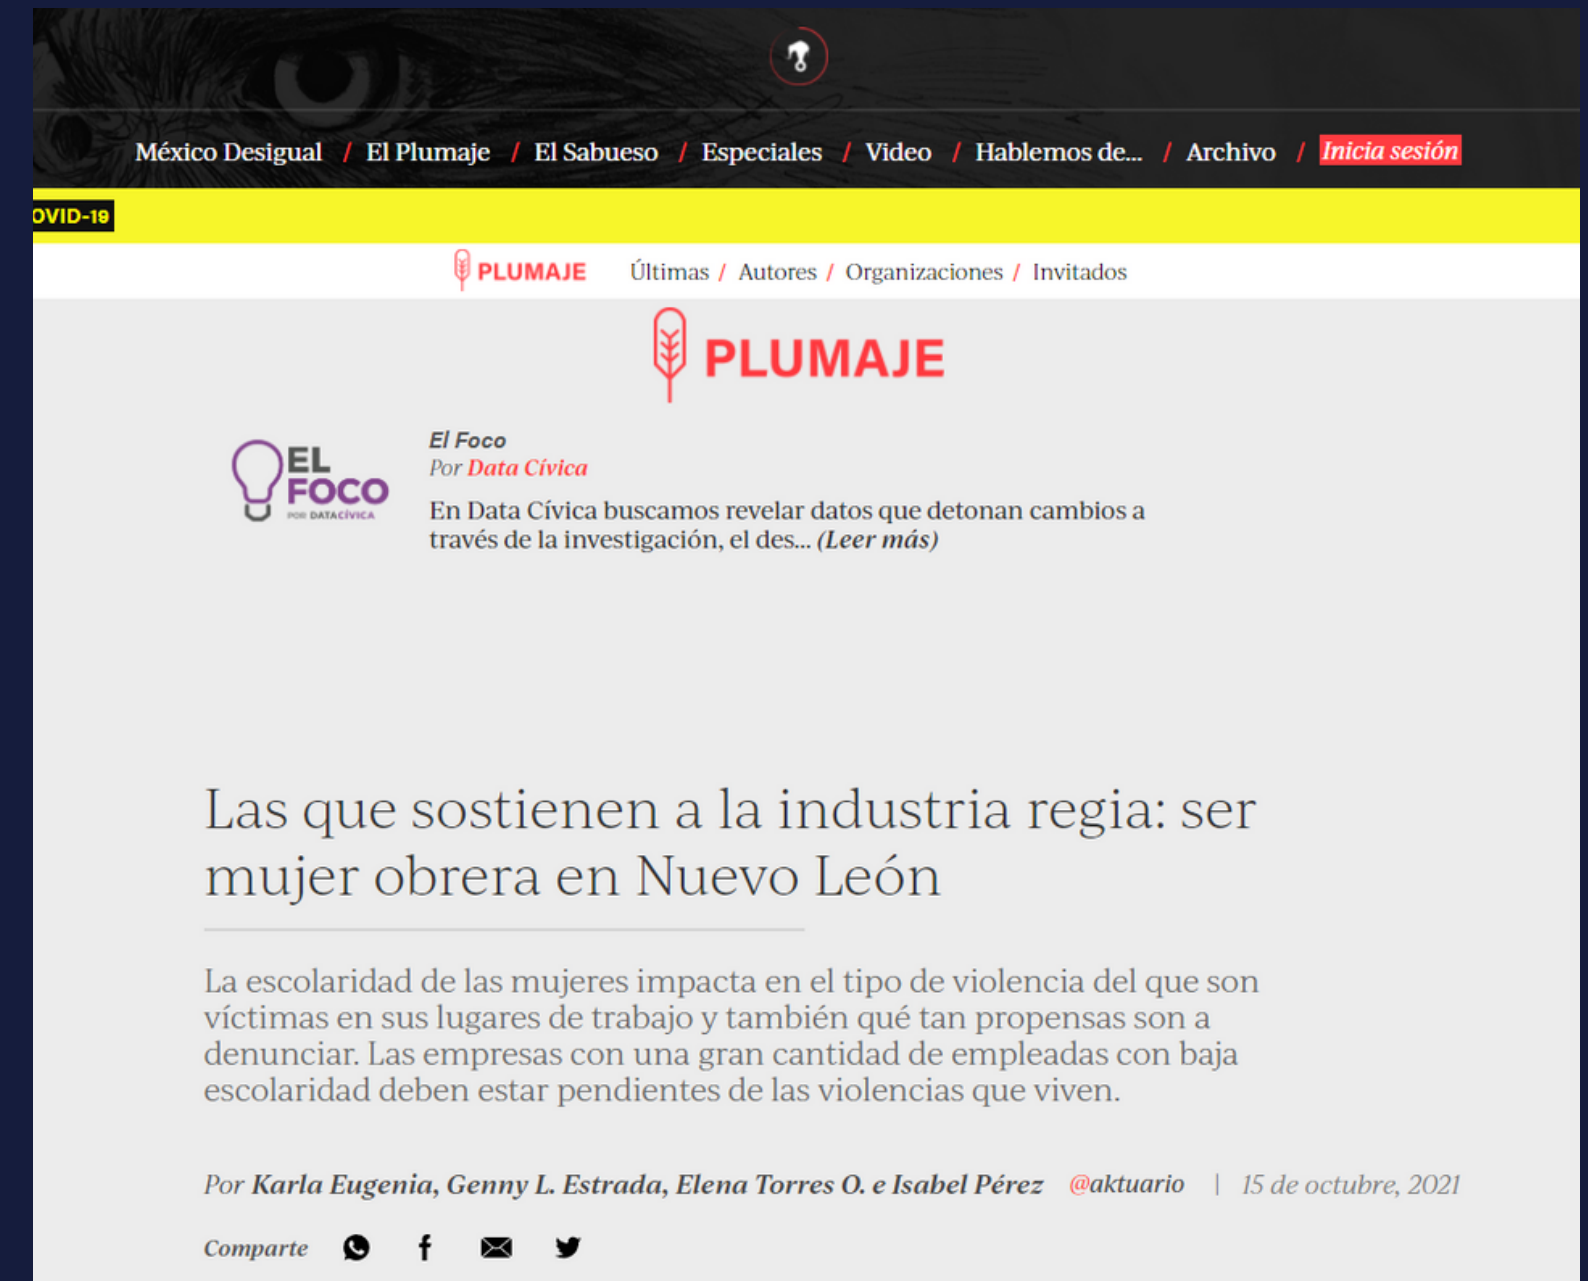 México Desigual / El Plumaje / El Sabueso / Especiales / Video / Hablemos de... / Archivo / Inicia sesión
OVID-19
PLUMAJE Últimas / Autores / Organizaciones / Invitados
PLUMAJE
EL
FOCO
POR DATACÍVICA
El Foco
Por Data Cívica
En Data Cívica buscamos revelar datos que detonan cambios a
través de la investigación, el des... (Leer más)
Las que sostienen a la industria regia: ser
mujer obrera en Nuevo León
La escolaridad de las mujeres impacta en el tipo de violencia del que son
víctimas en sus lugares de trabajo y también qué tan propensas son a
denunciar. Las empresas con una gran cantidad de empleadas con baja
escolaridad deben estar pendientes de las violencias que viven.
Por Karla Eugenia, Genny L. Estrada, Elena Torres O. e Isabel Pérez @aktuario | 15 de octubre, 2021
Comparte